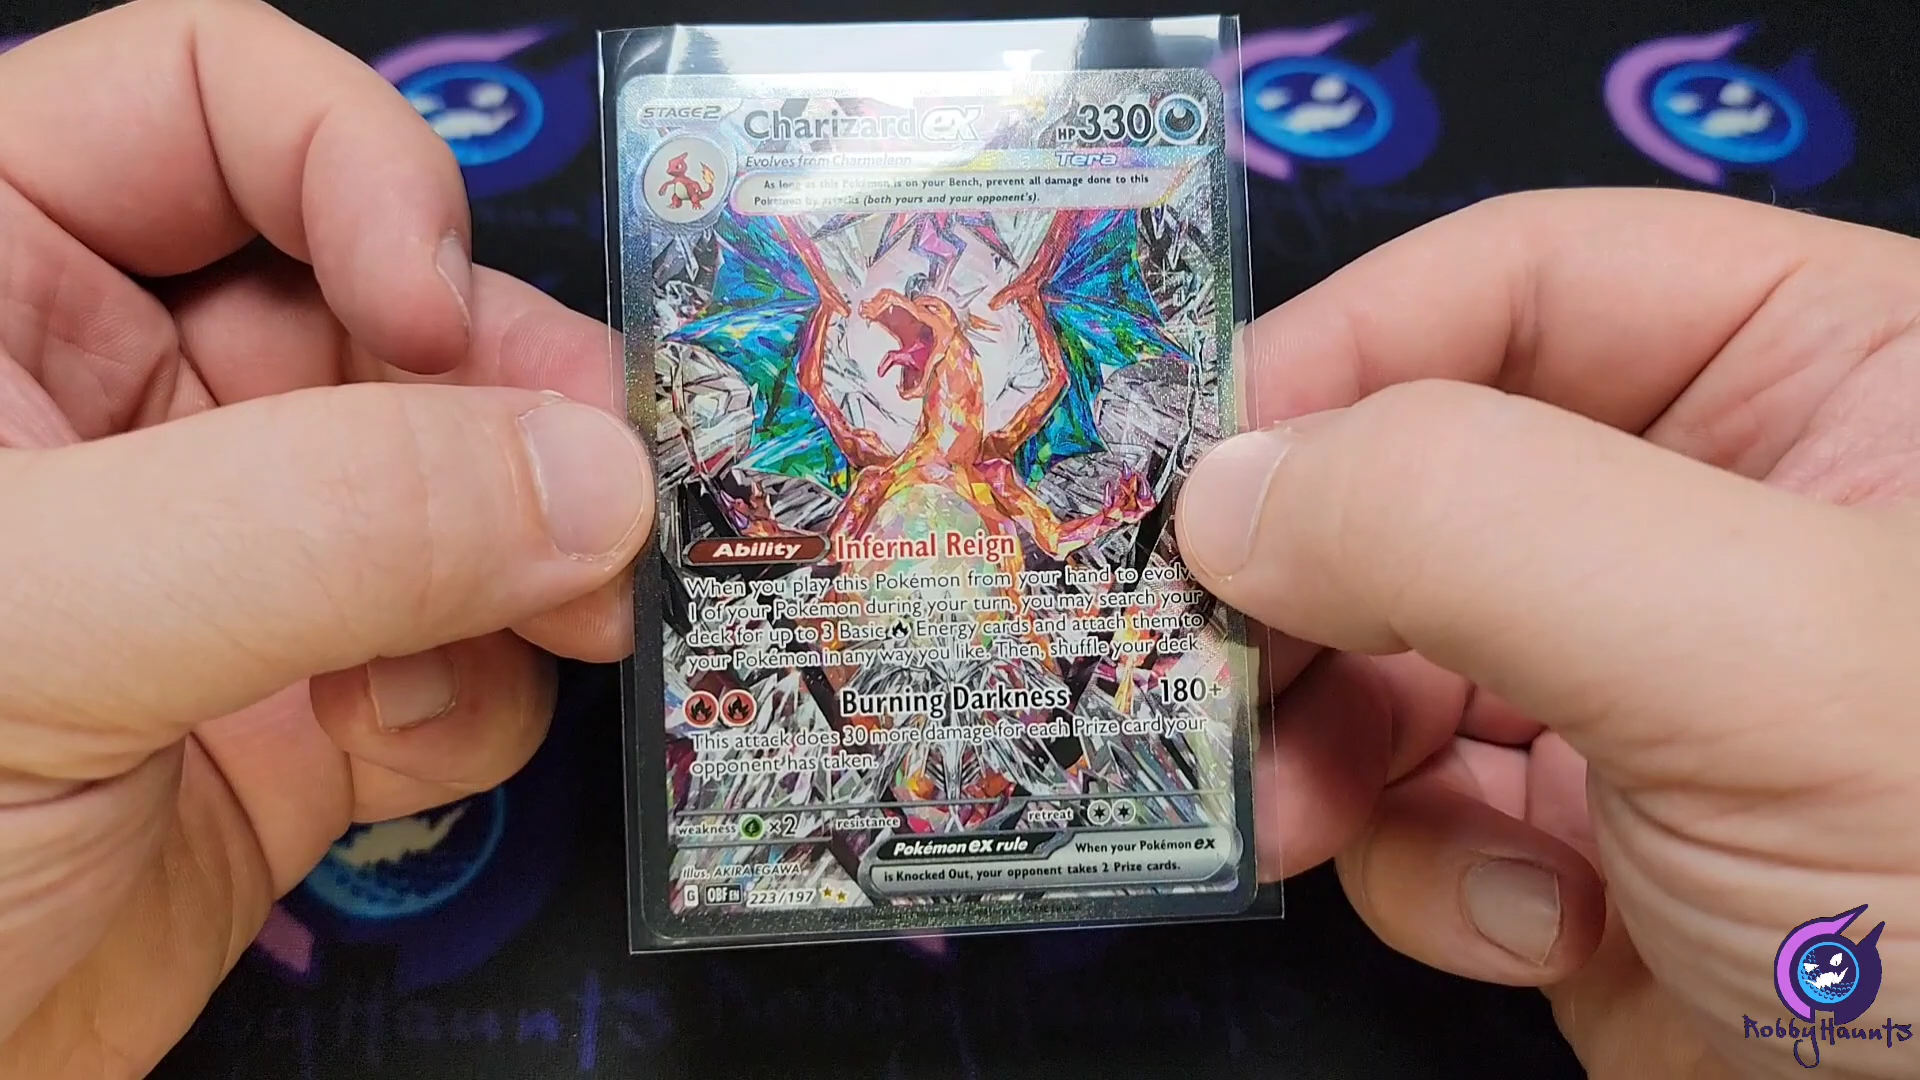 STAGE2 Charizard ex HP 330
Evolves from Charmeleon Tera
As long as this Pokémon is on your Bench, prevent all damage done to this
Pokémon by attacks (both yours and your opponent's).
Ability Infernal Reign
When you play this Pokémon from your hand to evolve
1 of your Pokémon during your turn, you may search your
deck for up to 3 Basic Energy cards and attach them to
your Pokémon in any way you like. Then, shuffle your deck.
Burning Darkness 180+
This attack does 30 more damage for each Prize card your
opponent has taken.
weakness ×2 resistance retreat
Pokémon ex rule When your Pokémon ex
is Knocked Out, your opponent takes 2 Prize cards.
Illus. AKIRA EGAWA
G OBF EN 223/197
RobbyHaunts